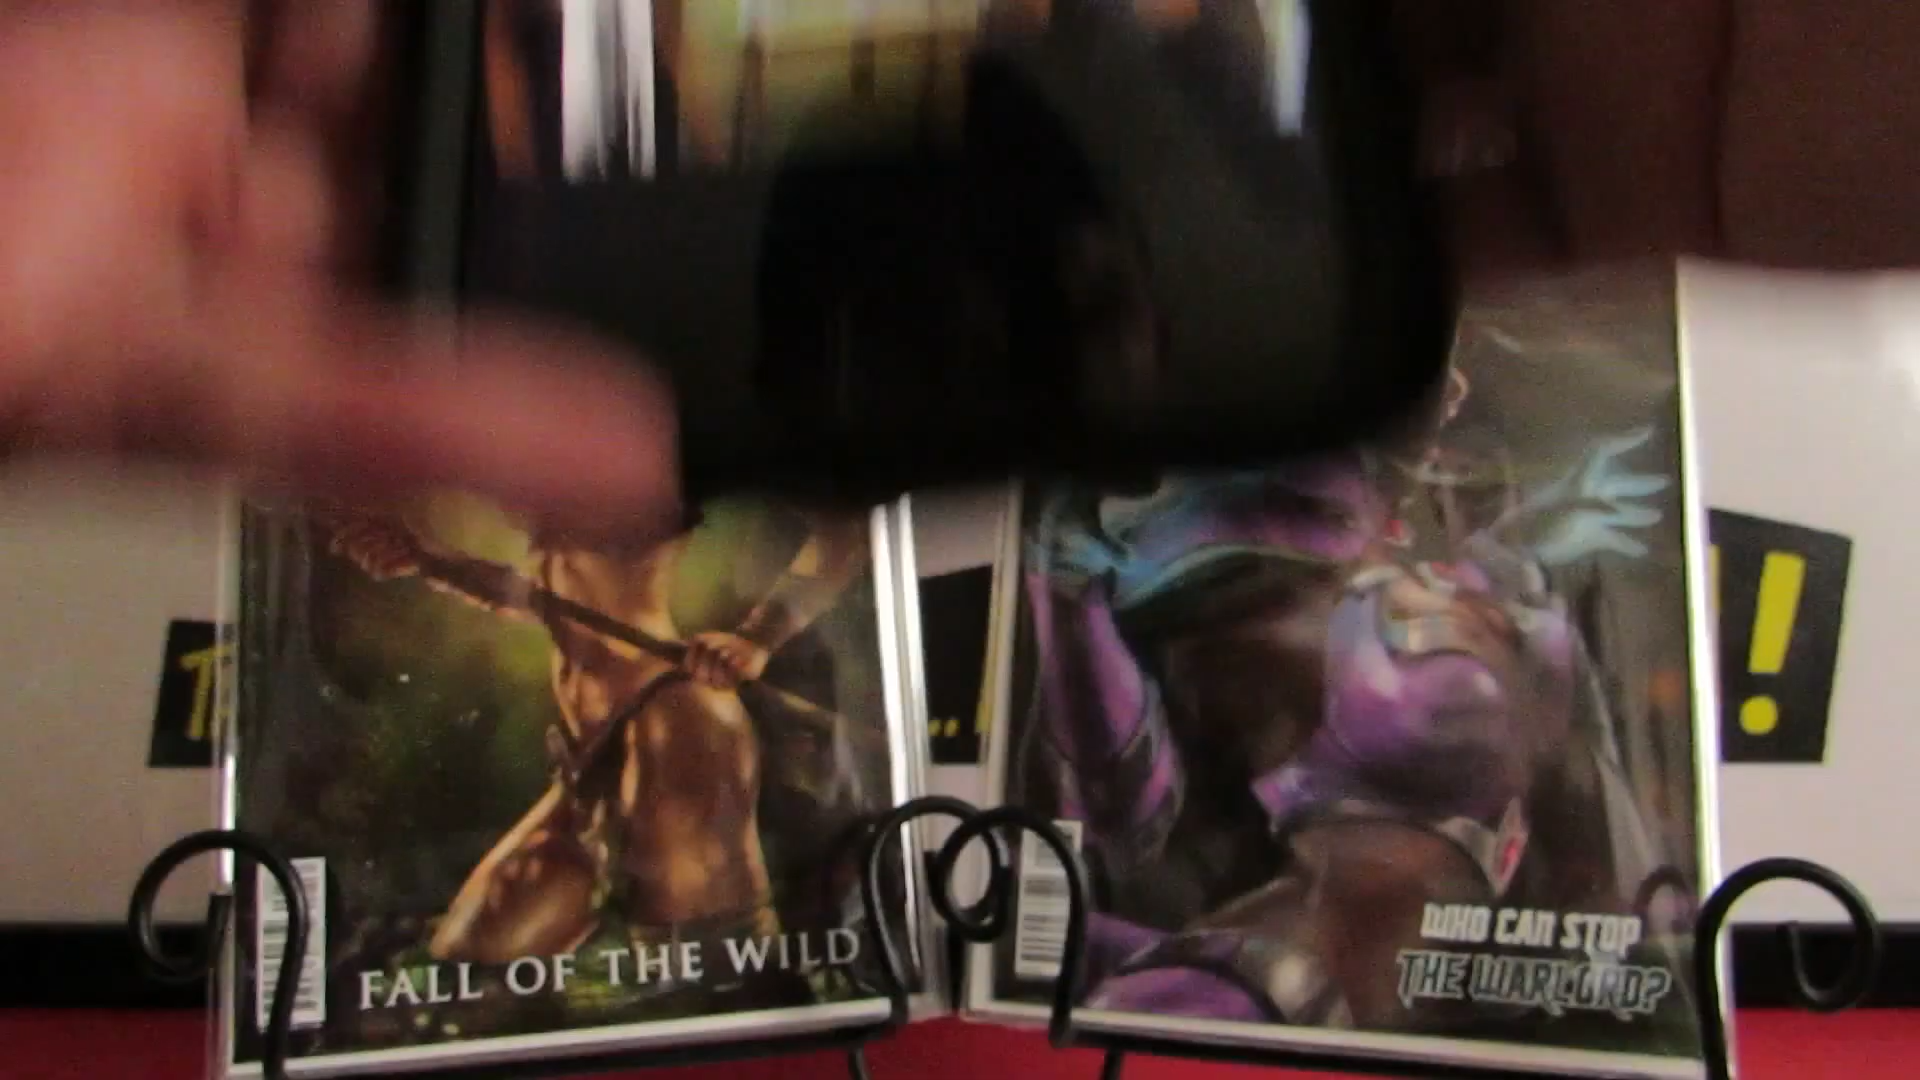 !
FALL OF THE WILD
WHO CAN STOP
THE WARLORD?